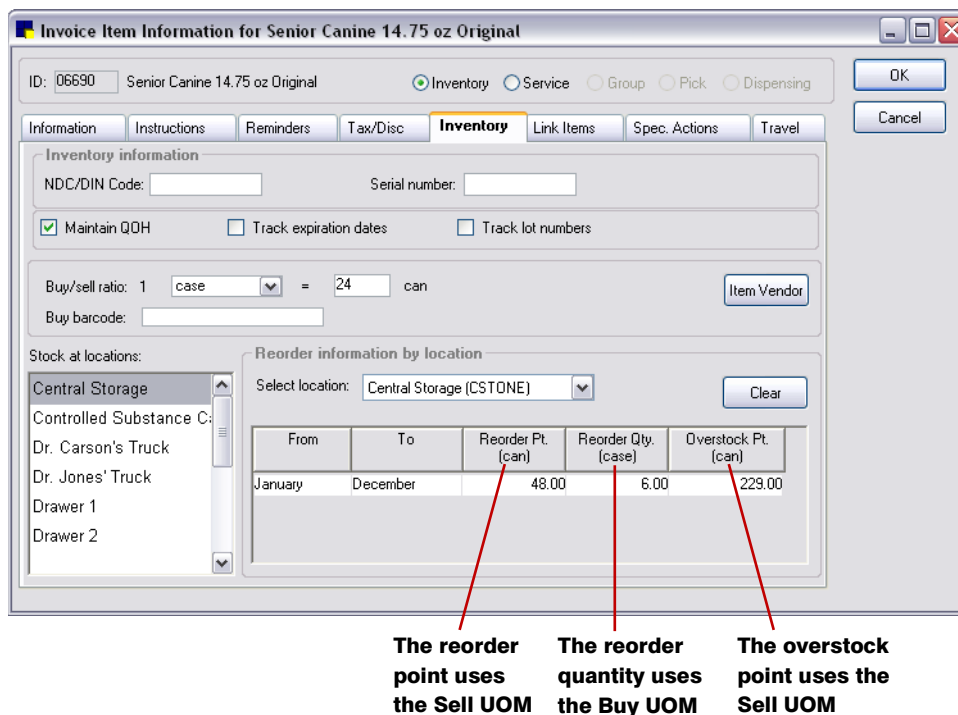 Invoice Item Information for Senior Canine 14.75 oz Original
ID: 06690 Senior Canine 14.75 oz Original Inventory Service Group Pick Dispensing
OK
Cancel
Information Instructions Reminders Tax/Disc Inventory Link Items Spec. Actions Travel
Inventory information
NDC/DIN Code: Serial number:
Maintain QOH Track expiration dates Track lot numbers
Buy/sell ratio: 1 case = 24 can
Item Vendor
Buy barcode:
Stock at locations:
Central Storage
Controlled Substance Ca
Dr. Carson's Truck
Dr. Jones' Truck
Drawer 1
Drawer 2
Reorder information by location
Select location: Central Storage (CSTONE)
Clear
From To Reorder Pt. Reorder Qty. Overstock Pt.
(can) (case) (can)
January December 48.00 6.00 229.00
The reorder
point uses
the Sell UOM
The reorder
quantity uses
the Buy UOM
The overstock
point uses the
Sell UOM